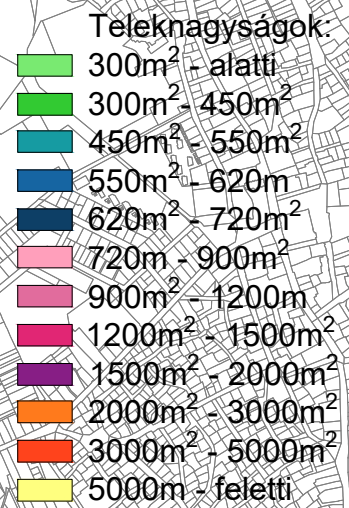 Teleknagyságok:
300m² - alatti
300m² - 450m²
450m² - 550m²
550m² - 620m
620m² - 720m²
720m - 900m²
900m² - 1200m
1200m² - 1500m²
1500m² - 2000m²
2000m² - 3000m²
3000m² - 5000m²
5000m - feletti